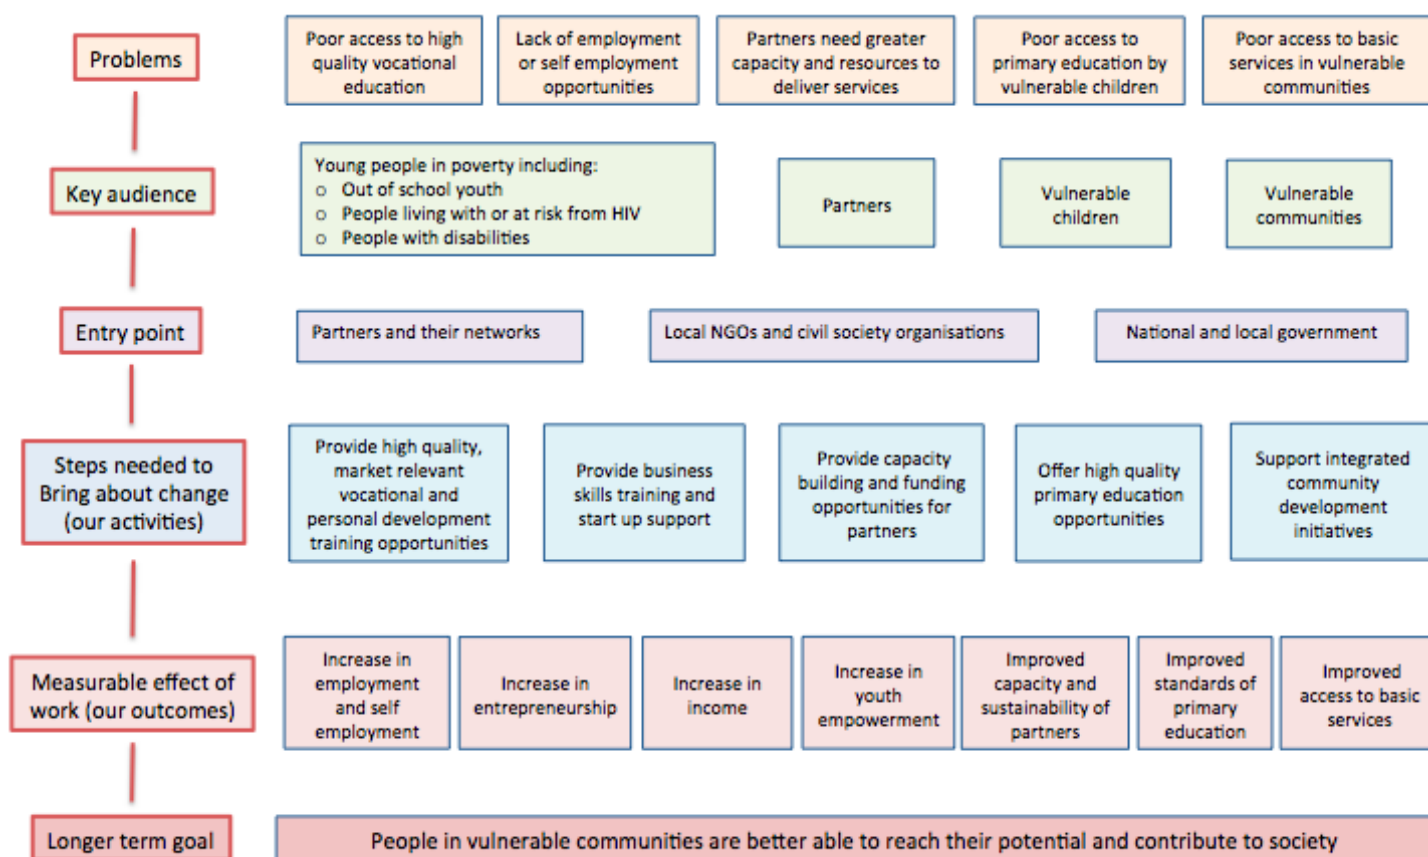 Problems
Poor access to high
quality vocational
education
Lack of employment
or self employment
opportunities
Partners need greater
capacity and resources to
deliver services
Poor access to
primary education by
vulnerable children
Poor access to basic
services in vulnerable
communities
Key audience
Young people in poverty including:
o Out of school youth
o People living with or at risk from HIV
o People with disabilities
Partners
Vulnerable
children
Vulnerable
communities
Entry point
Partners and their networks
Local NGOs and civil society organisations
National and local government
Steps needed to
Bring about change
(our activities)
Provide high quality,
market relevant
vocational and
personal development
training opportunities
Provide business
skills training and
start up support
Provide capacity
building and funding
opportunities for
partners
Offer high quality
primary education
opportunities
Support integrated
community
development
initiatives
Measurable effect of
work (our outcomes)
Increase in
employment
and self
employment
Increase in
entrepreneurship
Increase in
income
Increase in
youth
empowerment
Improved
capacity and
sustainability of
partners
Improved
standards of
primary
education
Improved
access to basic
services
Longer term goal
People in vulnerable communities are better able to reach their potential and contribute to society